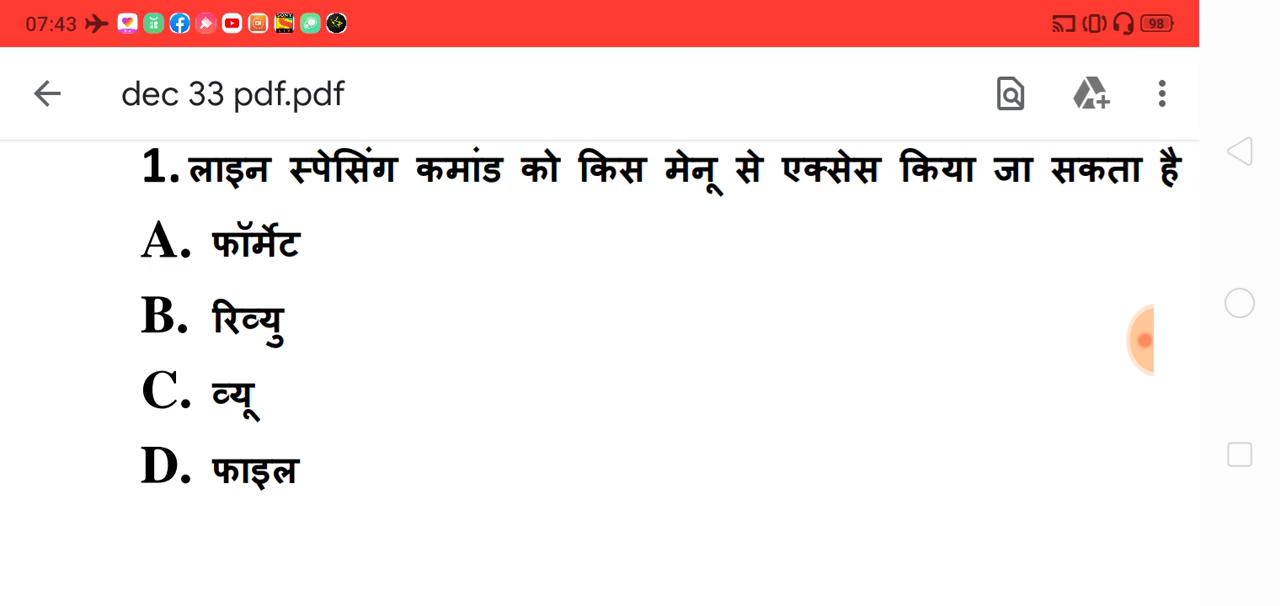 07:43
98
dec 33 pdf.pdf
1. लाइन स्पेसिंग कमांड को किस मेनू से एक्सेस किया जा सकता है
A. फॉर्मेट
B. रिव्यु
C. व्यू
D. फाइल